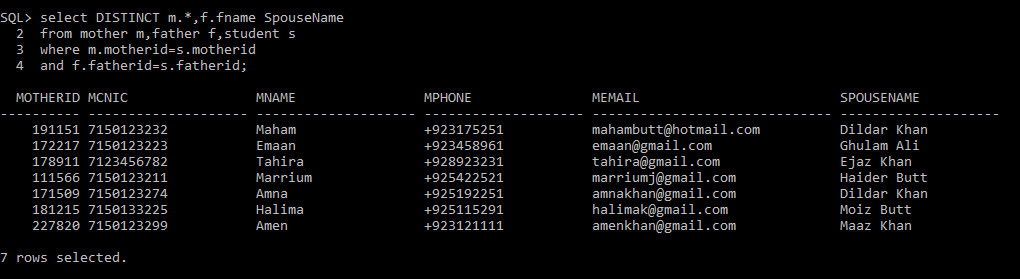 SQL> select DISTINCT m.*,f.fname SpouseName
  2  from mother m,father f,student s
  3  where m.motherid=s.motherid
  4  and f.fatherid=s.fatherid;
  MOTHERID MCNIC                MNAME                MPHONE               MEMAIL                         SPOUSENAME
---------- -------------------- -------------------- -------------------- ------------------------------ --------------------
    191151 7150123232           Maham                +923175251           mahambutt@hotmail.com          Dildar Khan
    172217 7150123223           Emaan                +923458961           emaan@gmail.com                Ghulam Ali
    178911 7123456782           Tahira               +928923231           tahira@gmail.com               Ejaz Khan
    111566 7150123211           Marrium              +925422521           marriumj@gmail.com             Haider Butt
    171509 7150123274           Amna                 +925192251           amnakhan@gmail.com             Dildar Khan
    181215 7150133225           Halima               +925115291           halimak@gmail.com              Moiz Butt
    227820 7150123299           Amen                 +923121111           amenkhan@gmail.com             Maaz Khan
7 rows selected.